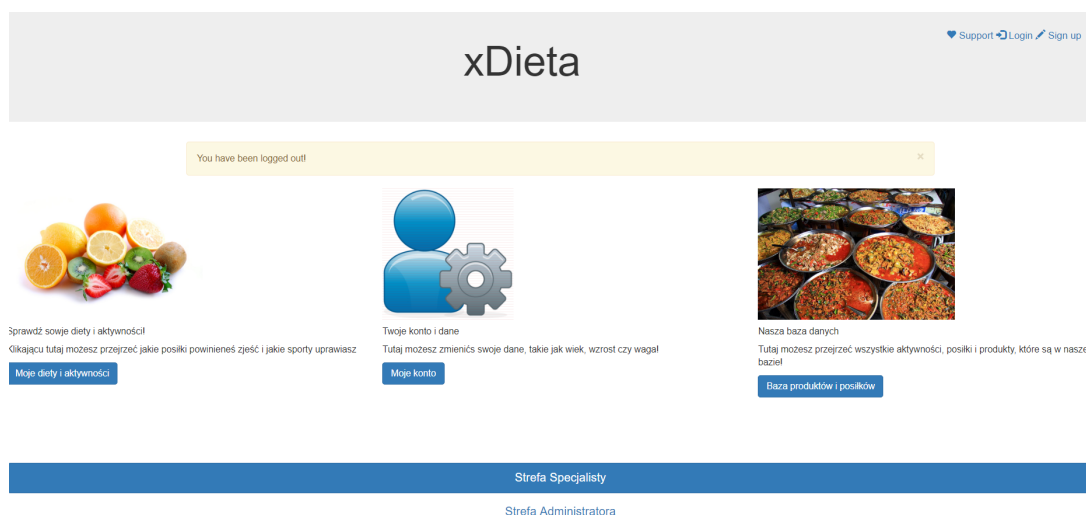 Support Login Sign up
xDieta
You have been logged out!
×
Sprawdź sowje diety i aktywności!
Klikającu tutaj możesz przejrzeć jakie posiłki powinieneś zjeść i jakie sporty uprawiasz
Moje diety i aktywności
Twoje konto i dane
Tutaj możesz zmienićs swoje dane, takie jak wiek, wzrost czy waga!
Moje konto
Nasza baza danych
Tutaj możesz przejrzeć wszystkie aktywności, posiłki i produkty, które są w nasze
bazie!
Baza produktów i posiłków
Strefa Specjalisty
Strefa Administratora